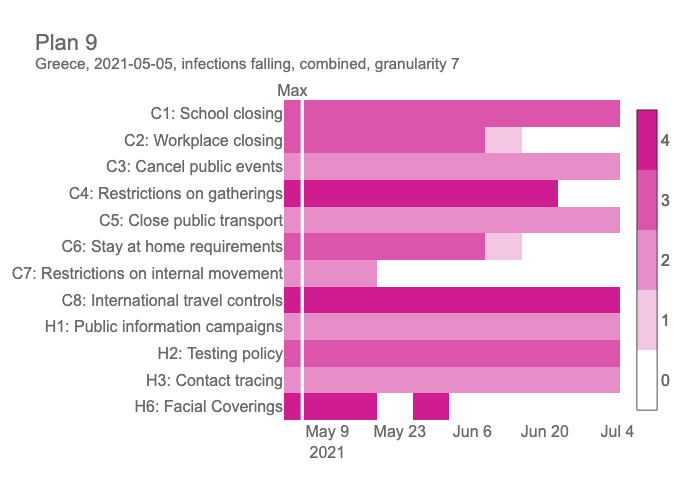 Plan 9
Greece, 2021-05-05, infections falling, combined, granularity 7
Max
C1: School closing
C2: Workplace closing
C3: Cancel public events
C4: Restrictions on gatherings
C5: Close public transport
C6: Stay at home requirements
C7: Restrictions on internal movement
C8: International travel controls
H1: Public information campaigns
H2: Testing policy
H3: Contact tracing
H6: Facial Coverings
May 9 May 23 Jun 6 Jun 20 Jul 4
2021
4
3
2
1
0